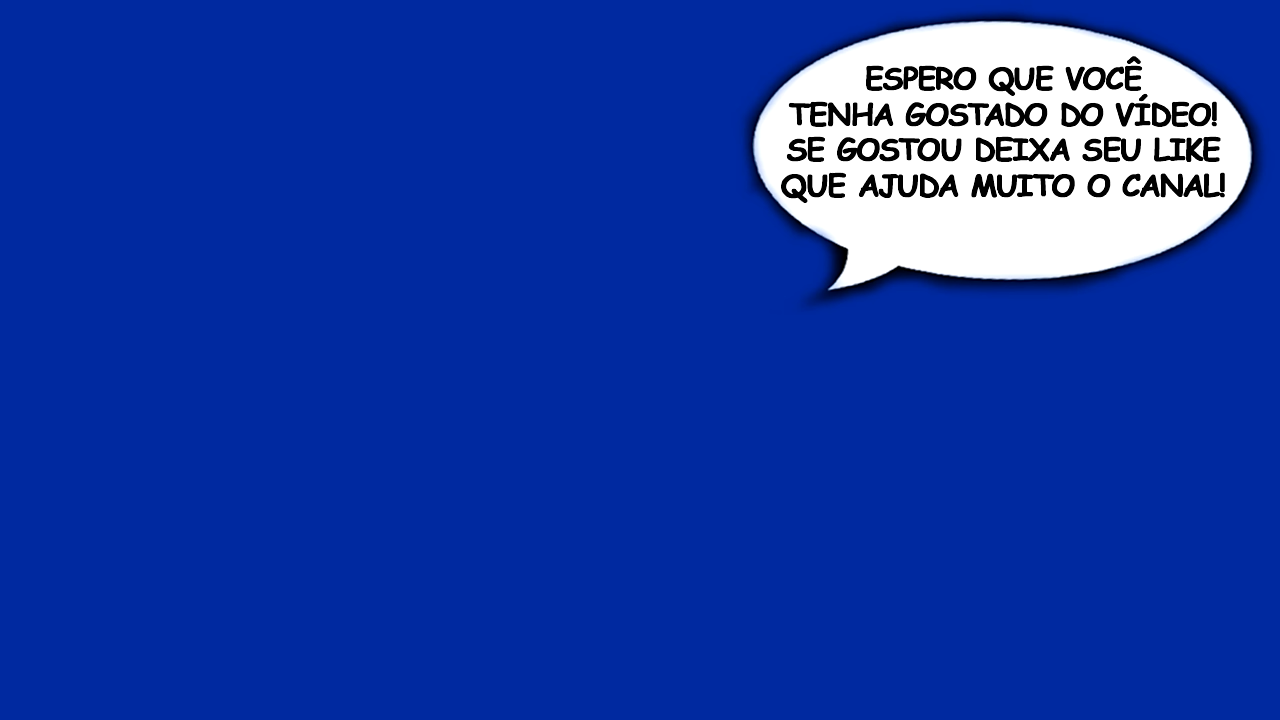 ESPERO QUE VOCÊ
TENHA GOSTADO DO VÍDEO!
SE GOSTOU DEIXA SEU LIKE
QUE AJUDA MUITO O CANAL!